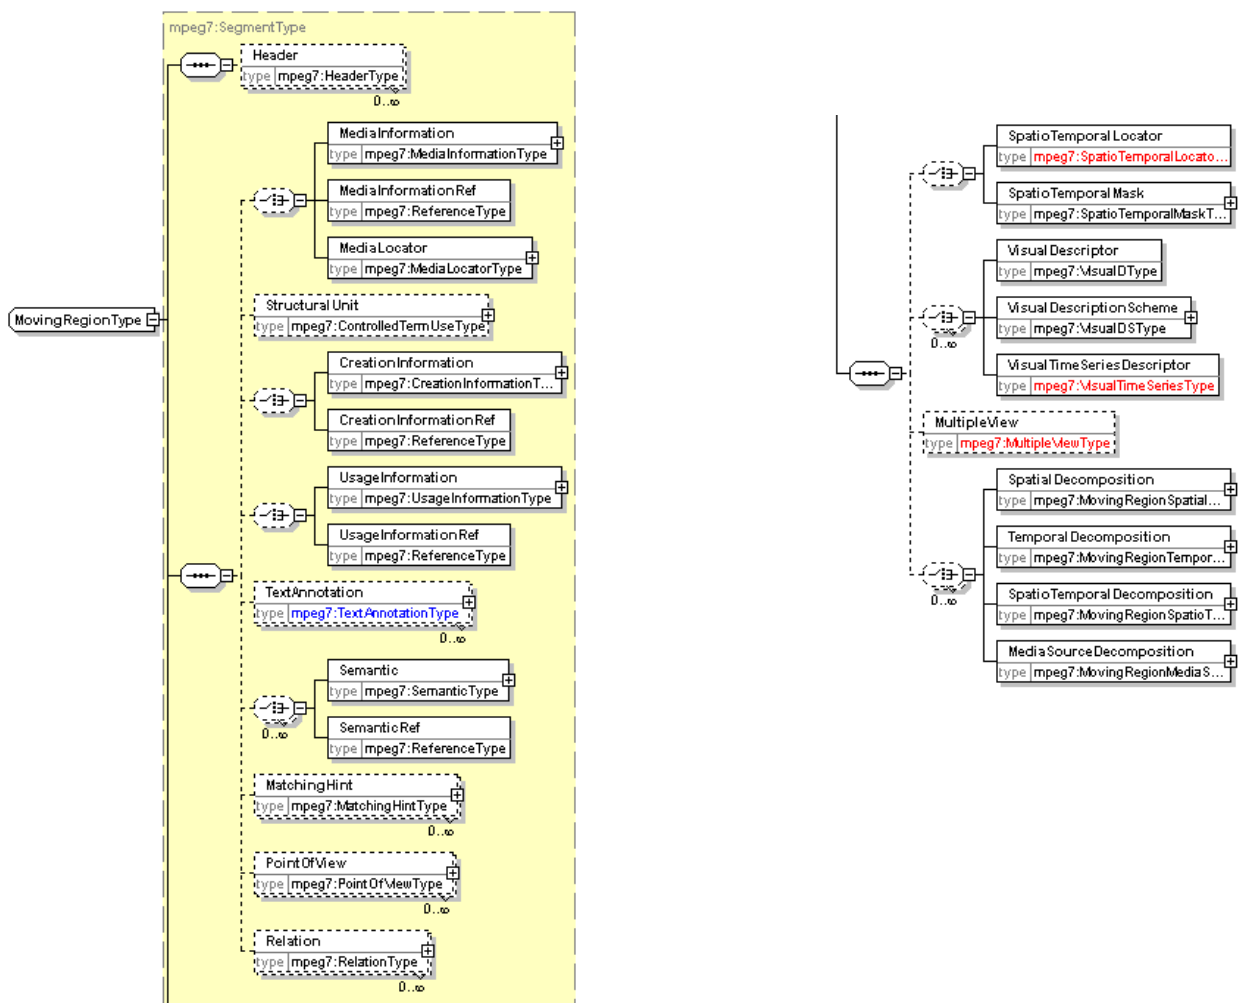 mpeg7:SegmentType
Header
type mpeg7:HeaderType
0..∞
MediaInformation
type mpeg7:MediaInformationType
MediaInformationRef
type mpeg7:ReferenceType
MediaLocator
type mpeg7:MediaLocatorType
StructuralUnit
type mpeg7:ControlledTermUseType
MovingRegionType
CreationInformation
type mpeg7:CreationInformationT...
CreationInformationRef
type mpeg7:ReferenceType
UsageInformation
type mpeg7:UsageInformationType
UsageInformationRef
type mpeg7:ReferenceType
TextAnnotation
type mpeg7:TextAnnotationType
0..∞
Semantic
type mpeg7:SemanticType
0..∞
SemanticRef
type mpeg7:ReferenceType
MatchingHint
type mpeg7:MatchingHintType
0..∞
PointOfView
type mpeg7:PointOfViewType
0..∞
Relation
type mpeg7:RelationType
0..∞
SpatioTemporalLocator
type mpeg7:SpatioTemporalLocato...
SpatioTemporalMask
type mpeg7:SpatioTemporalMaskT...
VisualDescriptor
type mpeg7:VisualDType
VisualDescriptionScheme
type mpeg7:VisualDSType
0..∞
VisualTimeSeriesDescriptor
type mpeg7:VisualTimeSeriesType
MultipleView
type mpeg7:MultipleViewType
SpatialDecomposition
type mpeg7:MovingRegionSpatial...
TemporalDecomposition
type mpeg7:MovingRegionTempor...
SpatioTemporalDecomposition
type mpeg7:MovingRegionSpatioT...
0..∞
MediaSourceDecomposition
type mpeg7:MovingRegionMediaS...